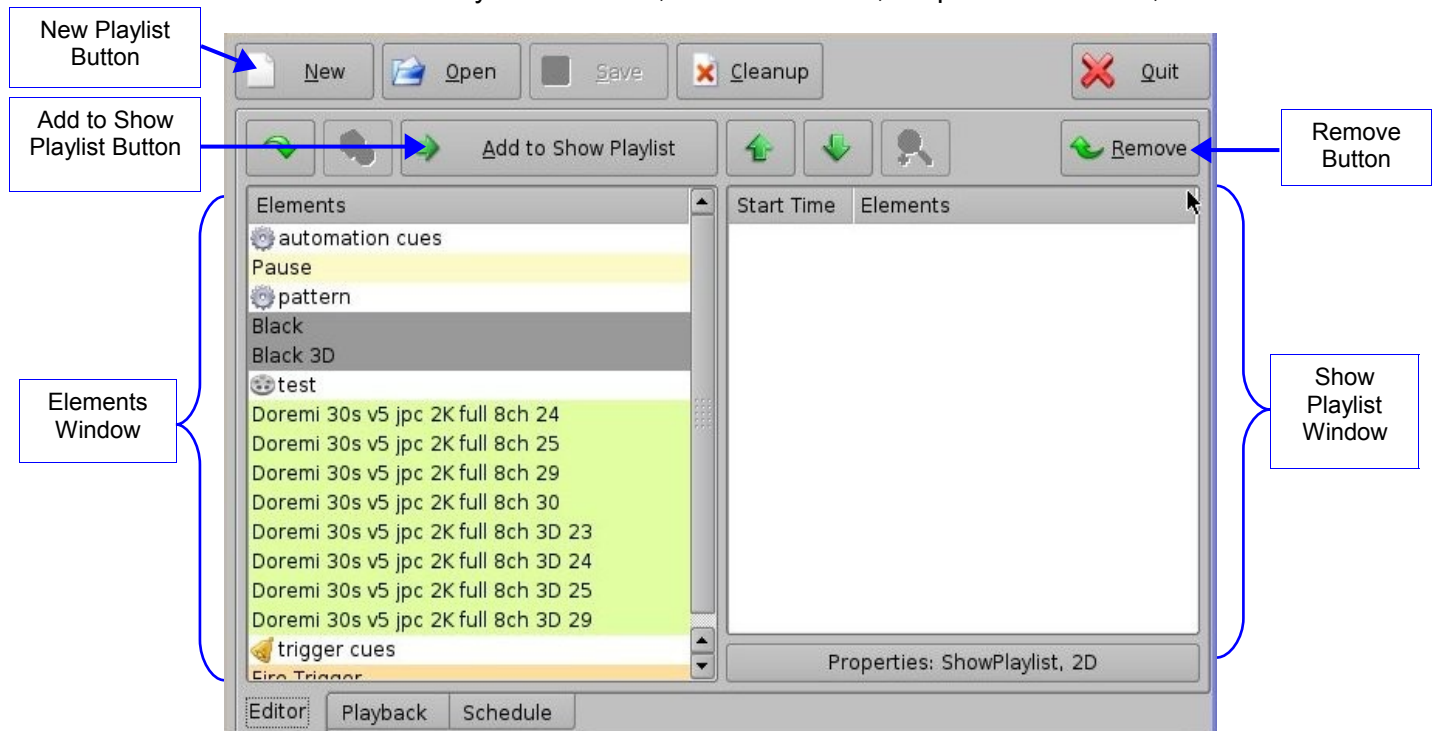 New Playlist
Button
New
Open
Save
Cleanup
Quit
Add to Show
Playlist Button
Add to Show Playlist
Remove
Remove
Button
Elements
Start Time
Elements
automation cues
Pause
pattern
Black
Black 3D
test
Doremi 30s v5 jpc 2K full 8ch 24
Doremi 30s v5 jpc 2K full 8ch 25
Doremi 30s v5 jpc 2K full 8ch 29
Doremi 30s v5 jpc 2K full 8ch 30
Doremi 30s v5 jpc 2K full 8ch 3D 23
Doremi 30s v5 jpc 2K full 8ch 3D 24
Doremi 30s v5 jpc 2K full 8ch 3D 25
Doremi 30s v5 jpc 2K full 8ch 3D 29
trigger cues
Fire Trigger
Elements
Window
Show
Playlist
Window
Properties: ShowPlaylist, 2D
Editor
Playback
Schedule